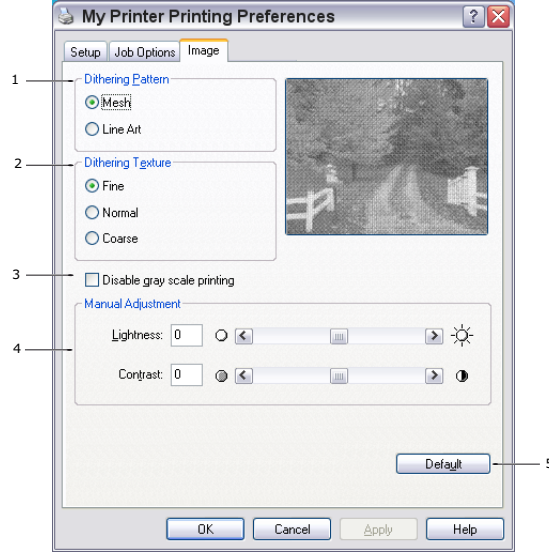 My Printer Printing Preferences
Setup Job Options Image
1 Dithering Pattern
Mesh
Line Art
2 Dithering Texture
Fine
Normal
Coarse
3 Disable gray scale printing
Manual Adjustment
Lightness: 0
4
Contrast: 0
Default 5
OK Cancel Apply Help